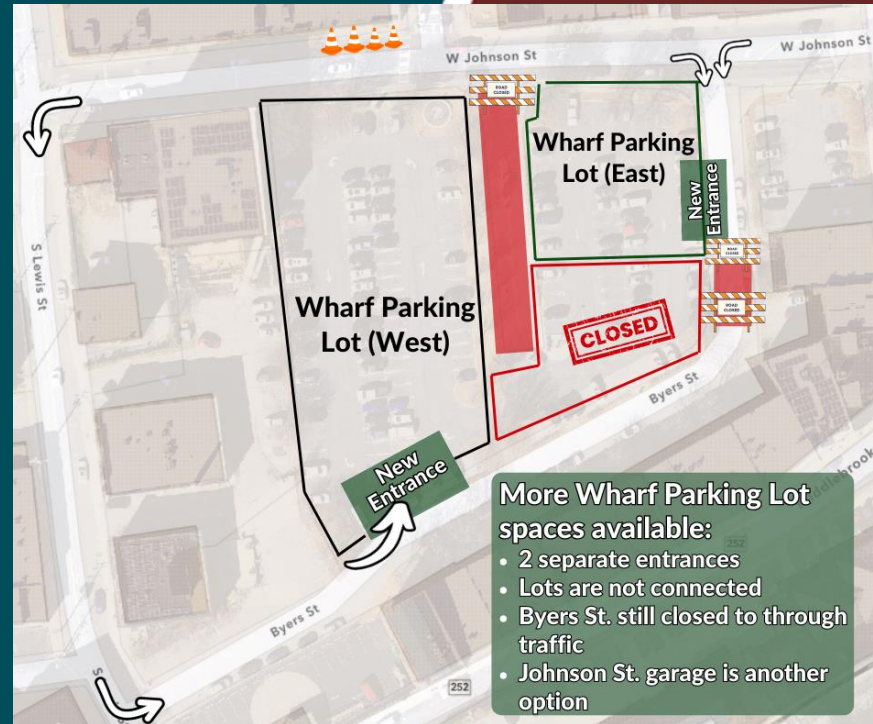 W Johnson St
W Johnson St
ROAD
CLOSED
Wharf Parking
Lot (East)
New
Entrance
S Lewis St
ROAD
CLOSED
ROAD
CLOSED
Wharf Parking
Lot (West)
CLOSED
Byers St
New
Entrance
Byers St
S
252
More Wharf Parking Lot
spaces available:
• 2 separate entrances
• Lots are not connected
• Byers St. still closed to through
traffic
• Johnson St. garage is another
option
252